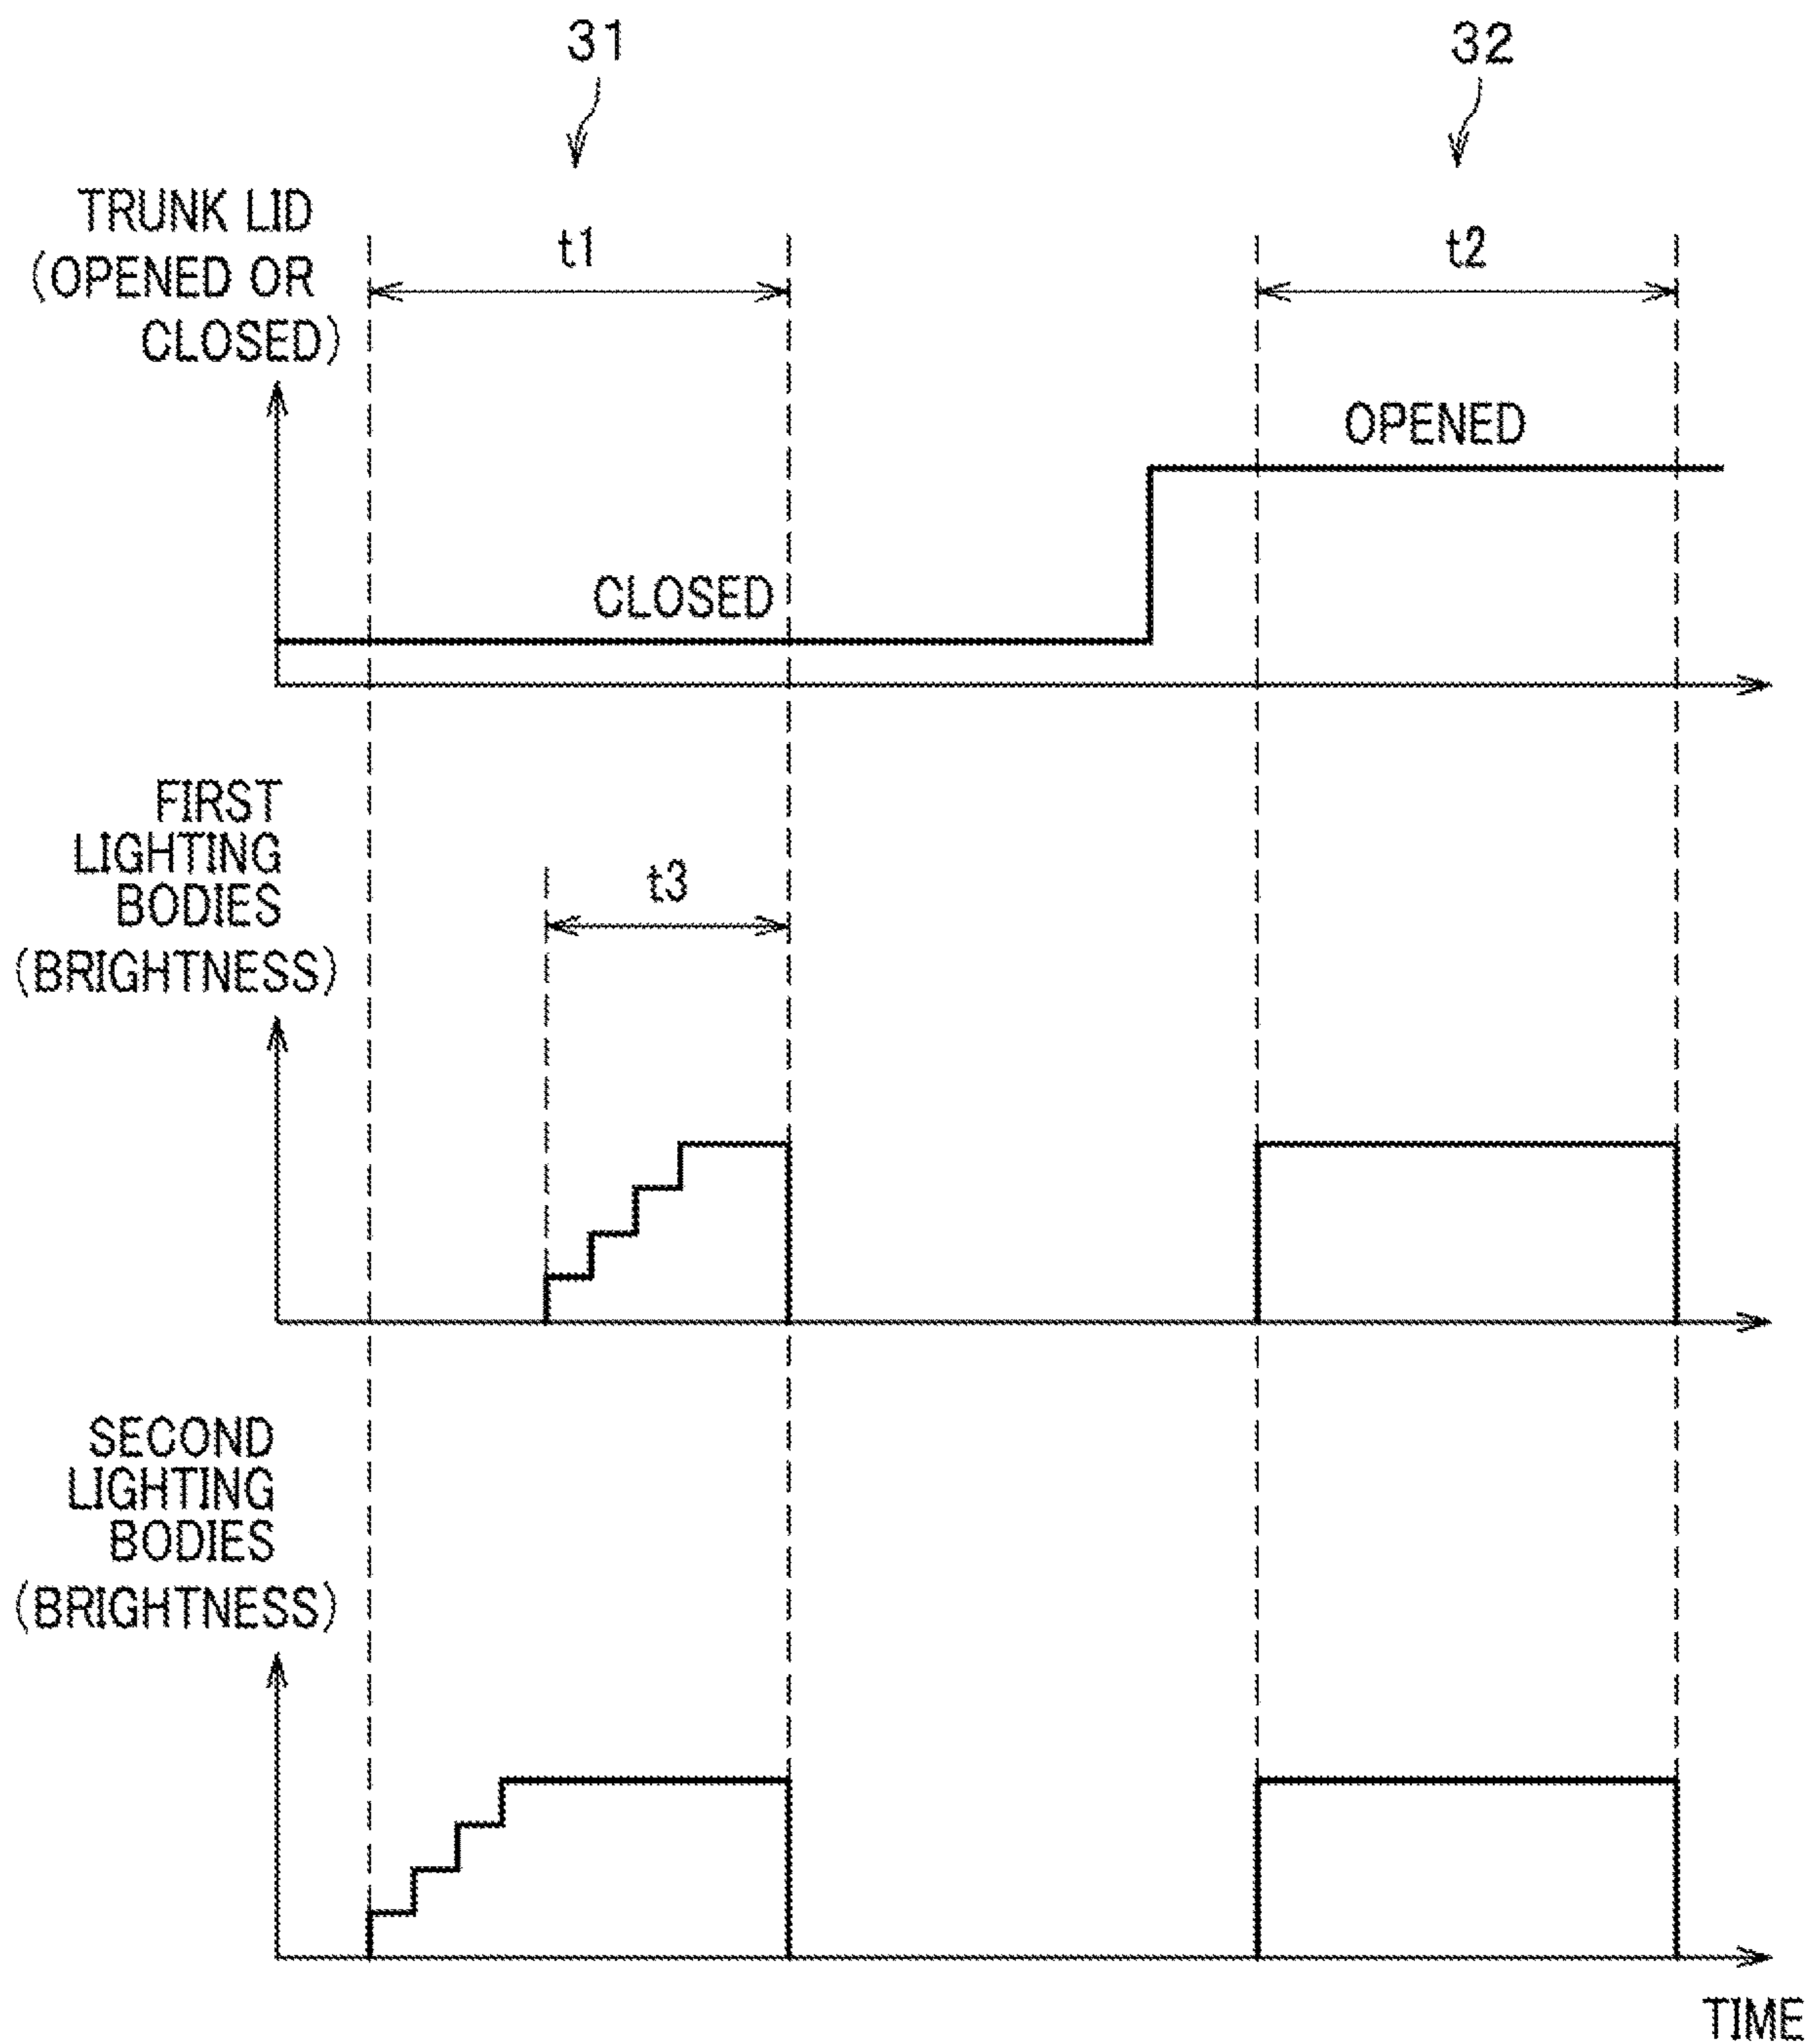 31
32
TRUNK LID
(OPENED OR
CLOSED)
t1
t2
OPENED
CLOSED
FIRST
LIGHTING
BODIES
(BRIGHTNESS)
t3
SECOND
LIGHTING
BODIES
(BRIGHTNESS)
TIME